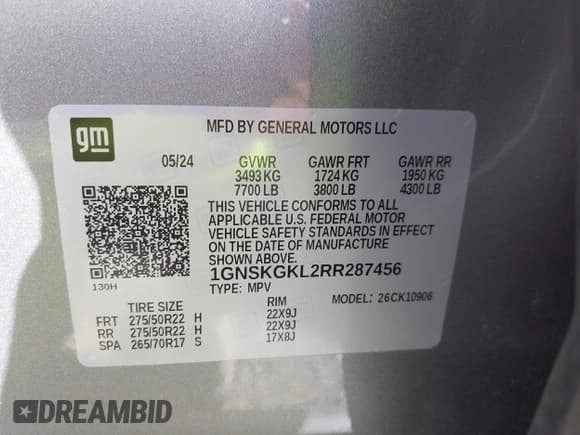 gm
MFD BY GENERAL MOTORS LLC
05/24 GVWR GAWR FRT GAWR RR
3493 KG 1724 KG 1950 KG
7700 LB 3800 LB 4300 LB
THIS VEHICLE CONFORMS TO ALL
APPLICABLE U.S. FEDERAL MOTOR
VEHICLE SAFETY STANDARDS IN EFFECT
ON THE DATE OF MANUFACTURE SHOWN
ABOVE.
1GNSKGKL2RR287456
130H TYPE: MPV MODEL: 26CK10906
TIRE SIZE RIM
FRT 275/50R22 H 22X9J
RR 275/50R22 H 22X9J
SPA 265/70R17 S 17X8J
DREAMBID